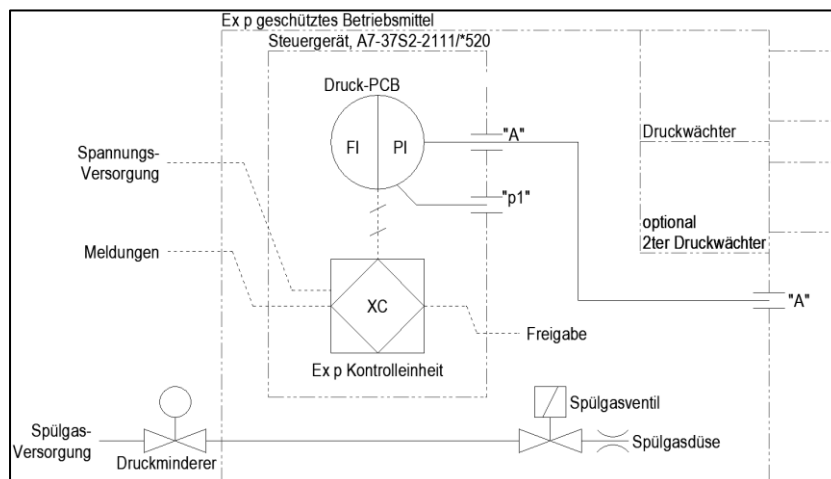 Ex p geschütztes Betriebsmittel
Steuergerät, A7-37S2-2111/*520
Druck-PCB
FI
PI
"A"
"p1"
Druckwächter
optional
2ter Druckwächter
Spannungs-
Versorgung
Meldungen
XC
Freigabe
Ex p Kontrolleinheit
"A"
Spülgas-
Versorgung
Druckminderer
Spülgasventil
Spülgasdüse